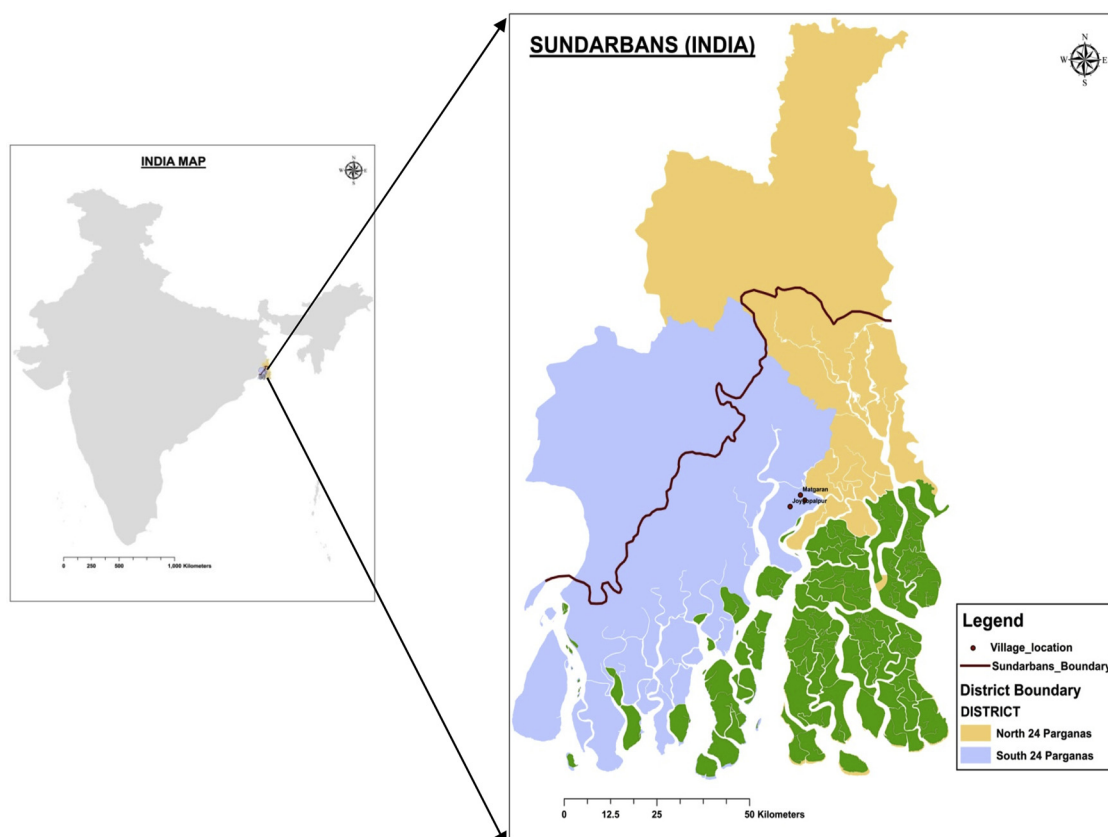 INDIA MAP
N
W E
S
0 250 500 1,000 Kilometers
SUNDARBANS (INDIA)
N
W E
S
Matgaran
Legend
Village_location
Sundarbans_Boundary
District Boundary
DISTRICT
North 24 Parganas
South 24 Parganas
0 12.5 25 50 Kilometers